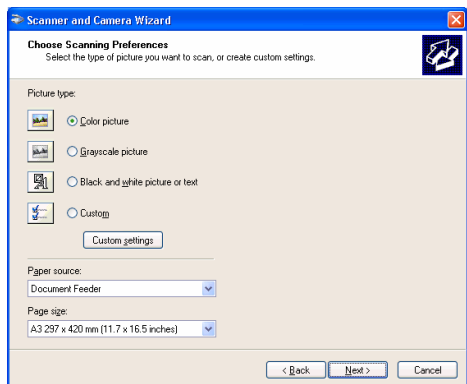 Scanner and Camera Wizard
Choose Scanning Preferences
Select the type of picture you want to scan, or create custom settings.
Picture type:
Color picture
Grayscale picture
Black and white picture or text
Custom
Custom settings
Paper source:
Document Feeder
Page size:
A3 297 x 420 mm (11.7 x 16.5 inches)
< Back Next > Cancel